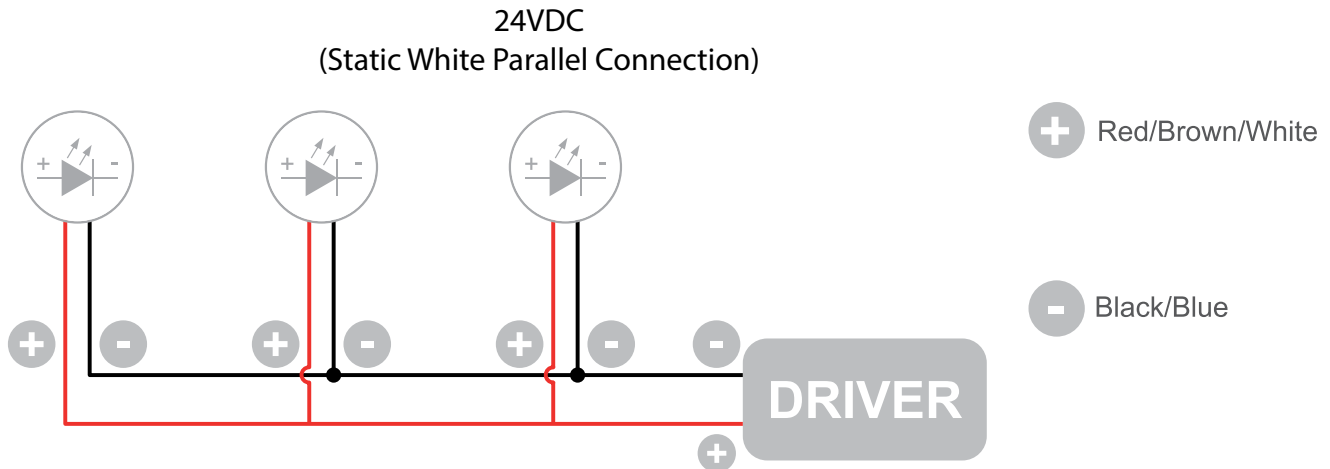 24VDC
(Static White Parallel Connection)
+ -
+ -
+ -
+ Red/Brown/White
- Black/Blue
+ -
+ -
+ -
-
DRIVER
+